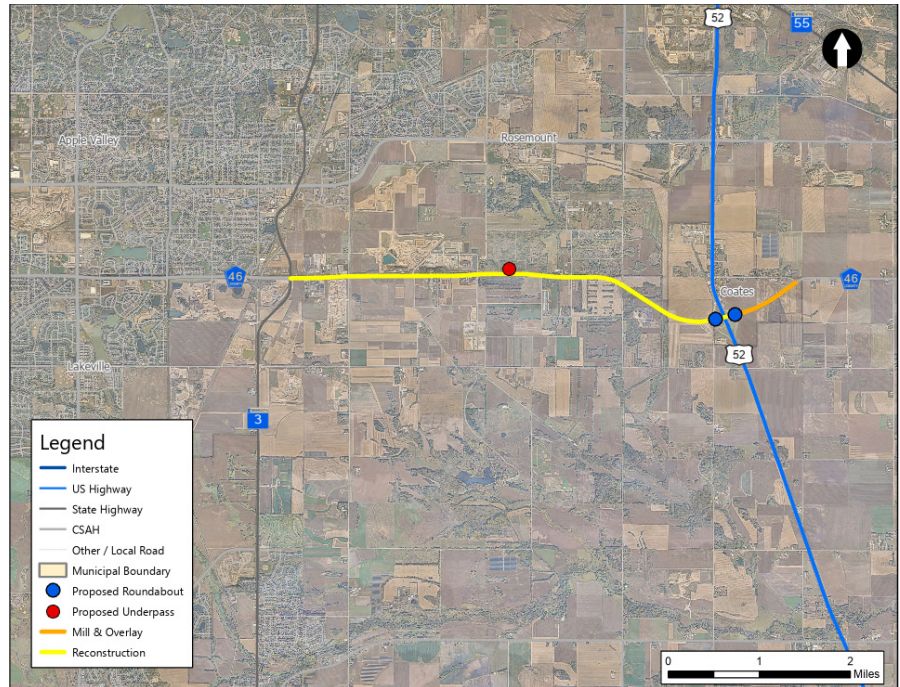 52
55
Apple Valley
Rosemount
46
46
Coates
52
Lakeville
3
Legend
Interstate
US Highway
State Highway
CSAH
Other / Local Road
Municipal Boundary
Proposed Roundabout
Proposed Underpass
Mill & Overlay
Reconstruction
0 1 2
Miles